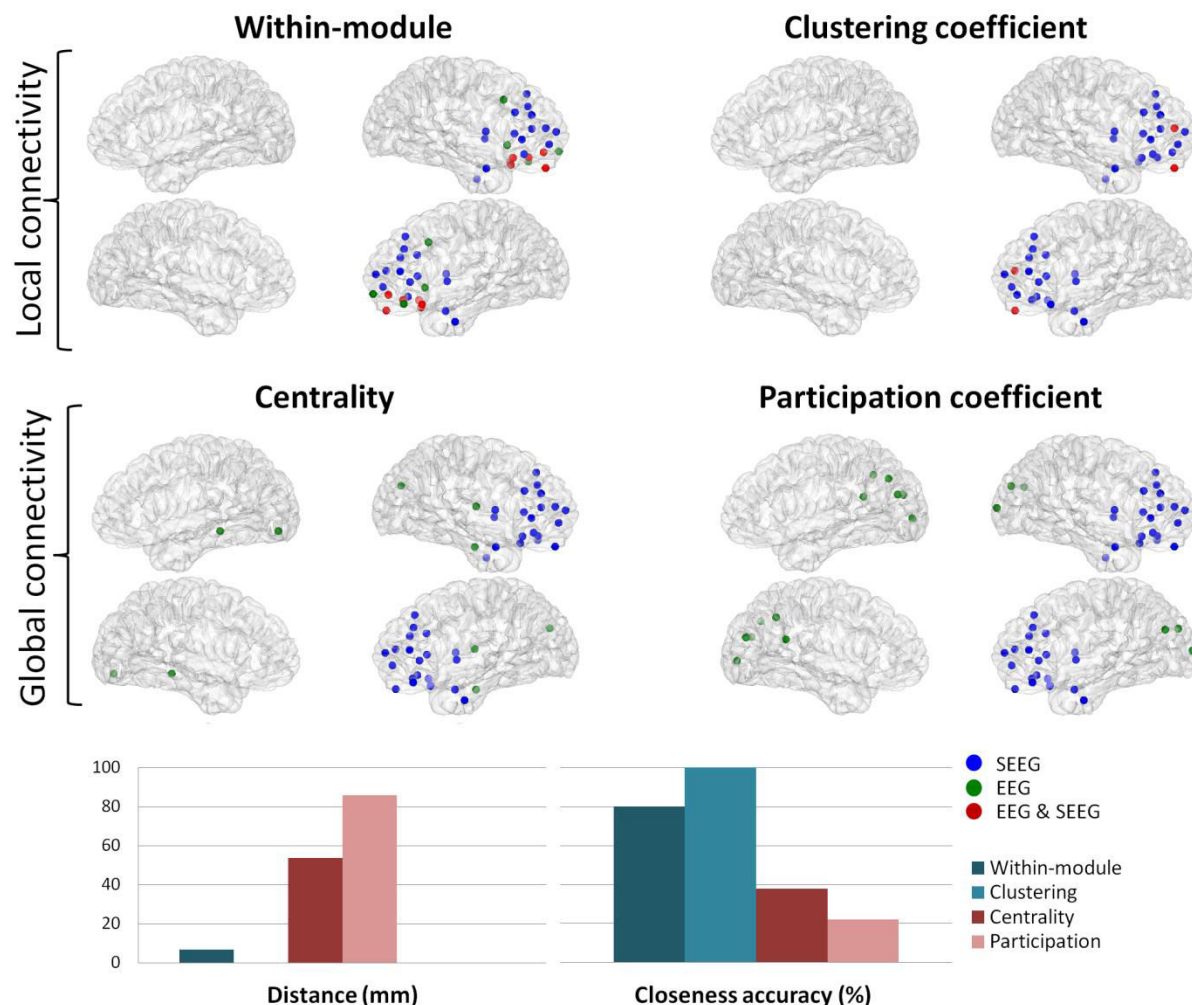 Within-module
Clustering coefficient
Local connectivity
Centrality
Participation coefficient
Global connectivity
100
80
60
40
20
0
Distance (mm)
Closeness accuracy (%)
SEEG
EEG
EEG & SEEG
Within-module
Clustering
Centrality
Participation